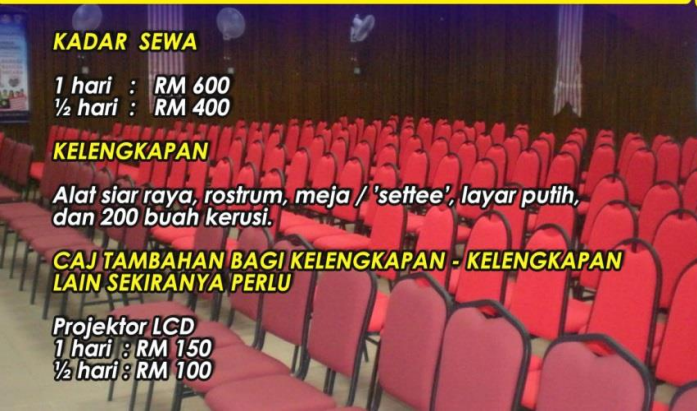 KADAR SEWA
1 hari : RM 600
½ hari : RM 400
KELENGKAPAN
Alat siar raya, rostrum, meja / 'settee', layar putih,
dan 200 buah kerusi.
CAJ TAMBAHAN BAGI KELENGKAPAN - KELENGKAPAN
LAIN SEKIRANYA PERLU
Projektor LCD
1 hari : RM 150
½ hari : RM 100